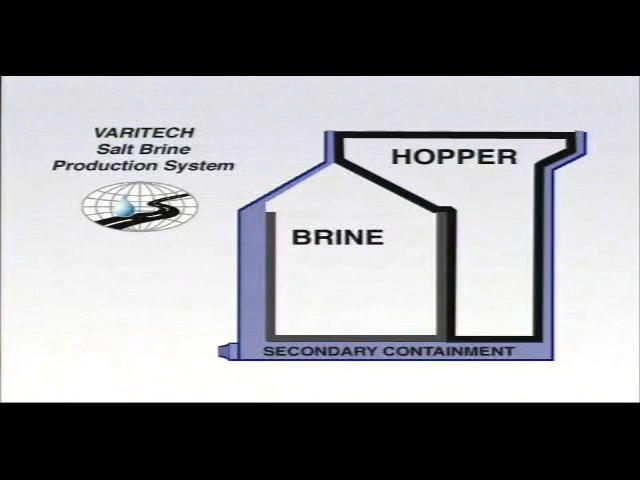 VARITECH
Salt Brine
Production System
HOPPER
BRINE
SECONDARY CONTAINMENT